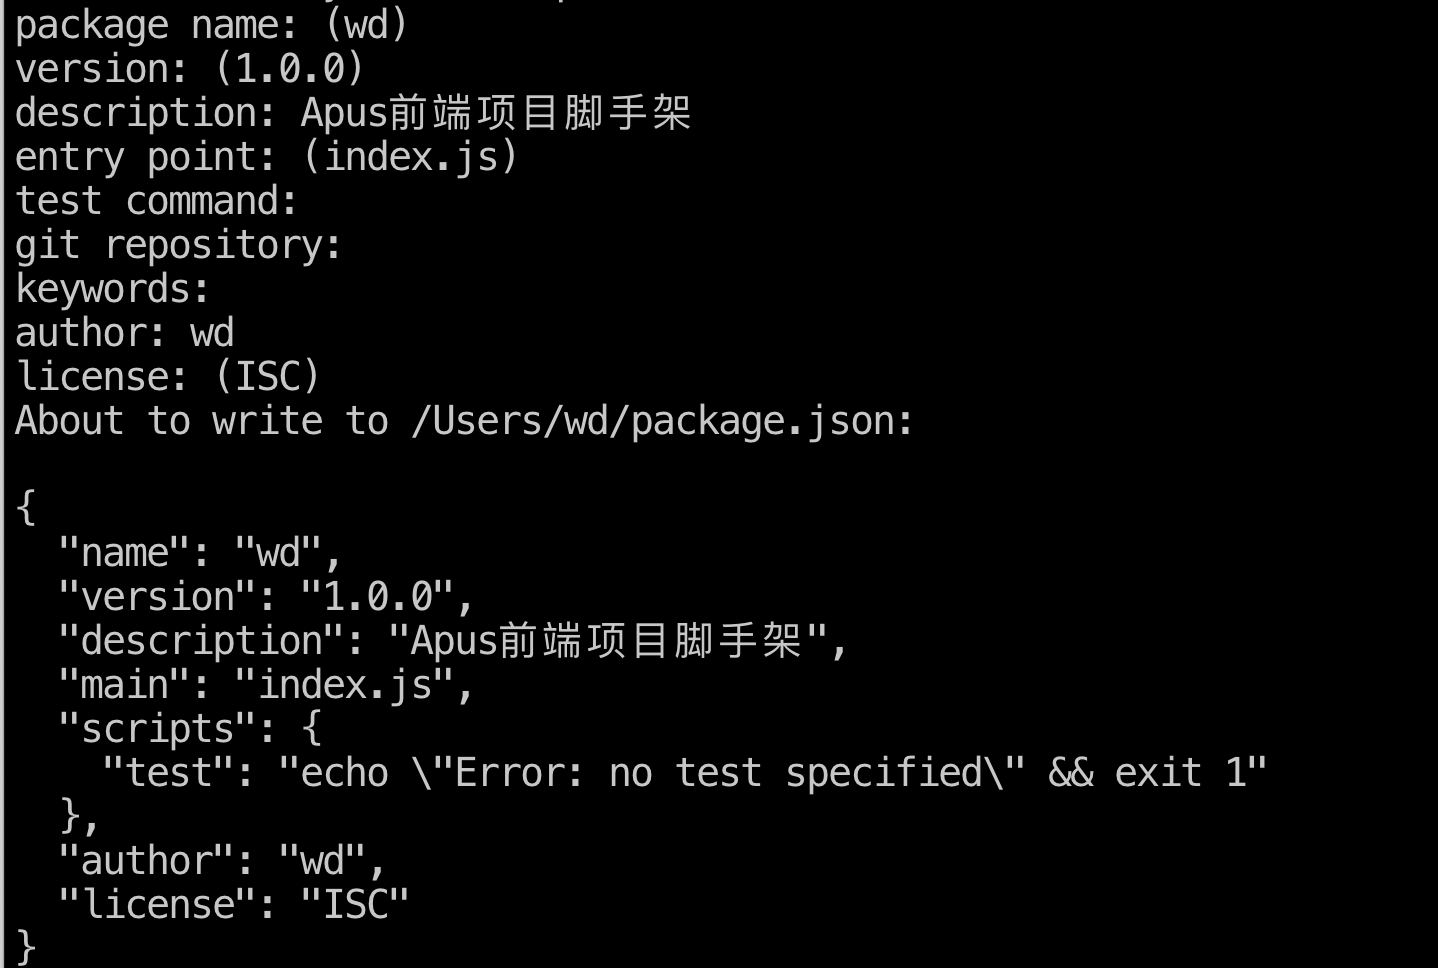 package name: (wd)
version: (1.0.0)
description: Apus前端项目脚手架
entry point: (index.js)
test command:
git repository:
keywords:
author: wd
license: (ISC)
About to write to /Users/wd/package.json:

{
  "name": "wd",
  "version": "1.0.0",
  "description": "Apus前端项目脚手架",
  "main": "index.js",
  "scripts": {
    "test": "echo \"Error: no test specified\" && exit 1"
  },
  "author": "wd",
  "license": "ISC"
}